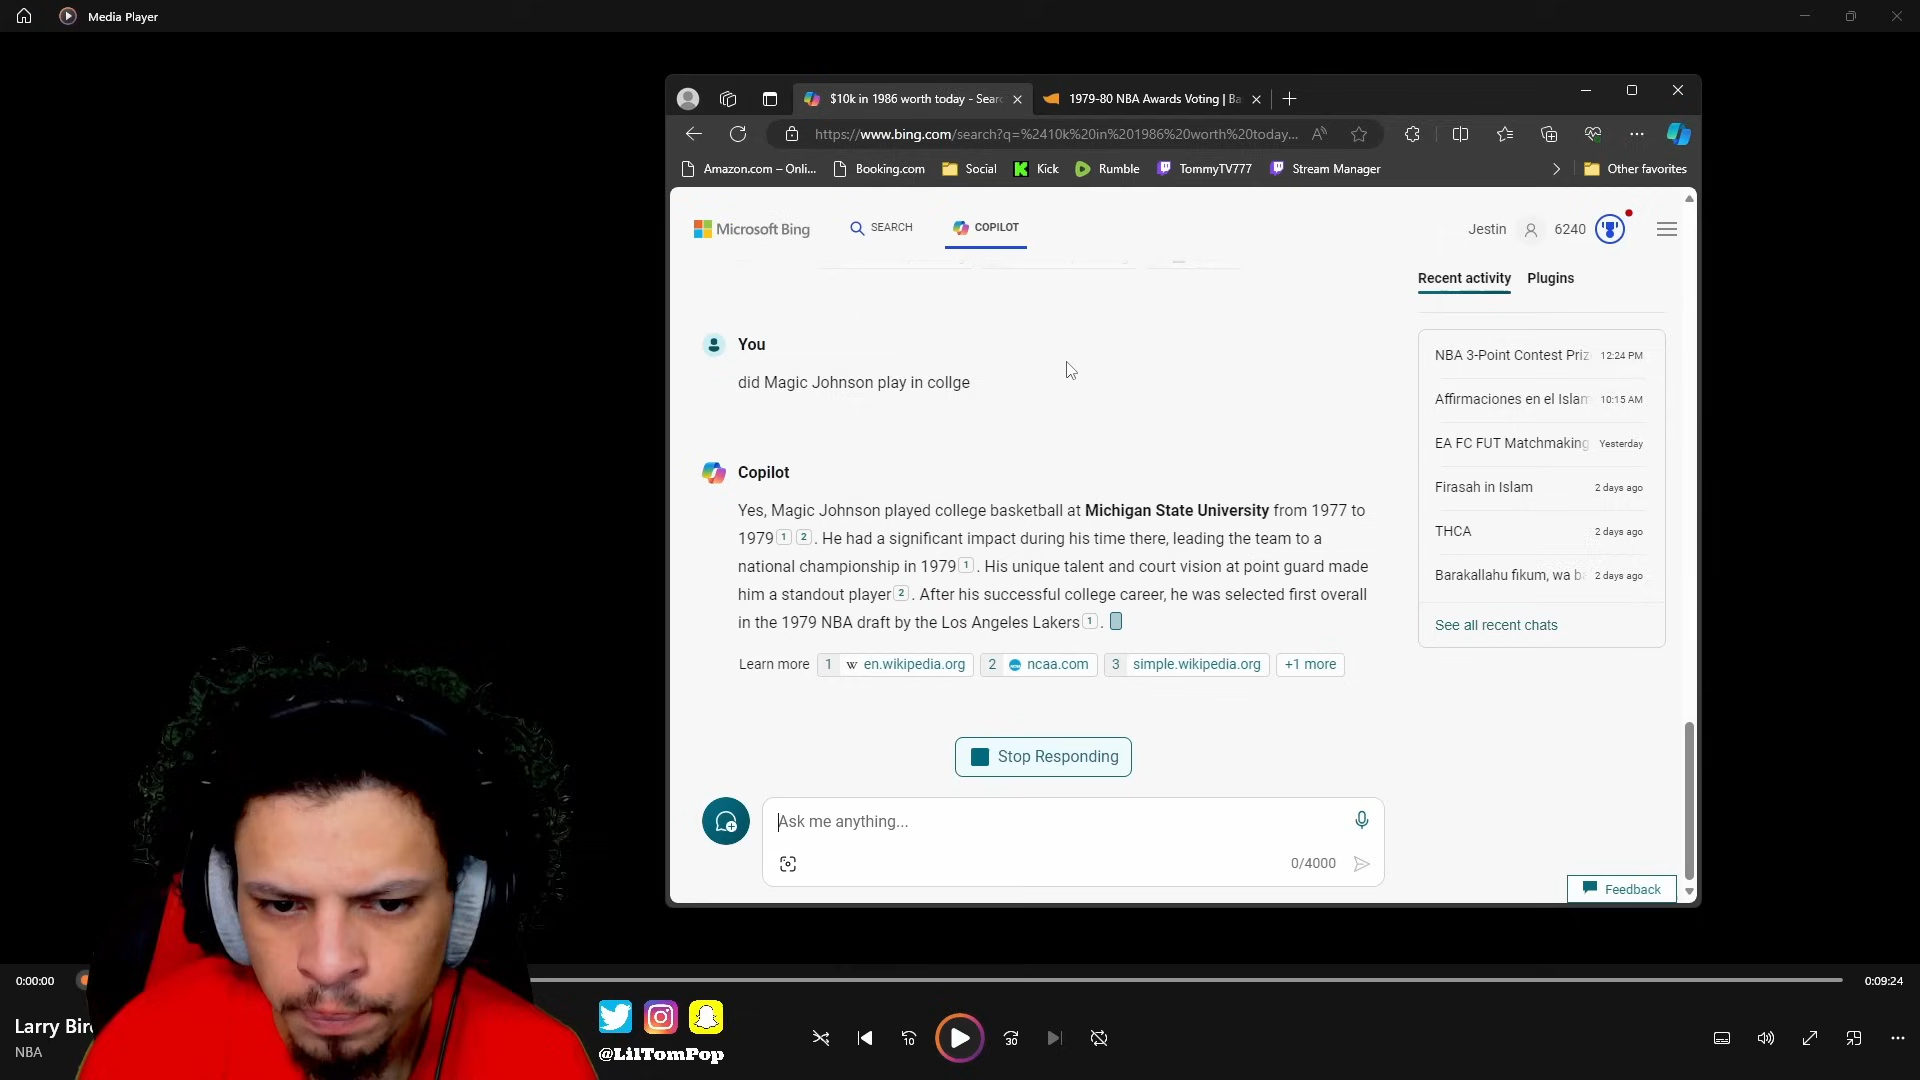 Media Player
$10k in 1986 worth today - Sear
1979-80 NBA Awards Voting | Ba
https://www.bing.com/search?q=%2410k%20in%201986%20worth%20today...
Amazon.com – Onli...
Booking.com
Social
Kick
Rumble
TommyTV777
Stream Manager
Other favorites
Microsoft Bing
SEARCH
COPILOT
Jestin
6240
Recent activity
Plugins
You
did Magic Johnson play in collge
Copilot
Yes, Magic Johnson played college basketball at Michigan State University from 1977 to
1979 1 2 . He had a significant impact during his time there, leading the team to a
national championship in 1979 1 . His unique talent and court vision at point guard made
him a standout player 2 . After his successful college career, he was selected first overall
in the 1979 NBA draft by the Los Angeles Lakers 1 .
Learn more 1 W en.wikipedia.org 2 ncaa.com 3 simple.wikipedia.org +1 more
NBA 3-Point Contest Priz 12:24 PM
Affirmaciones en el Islam 10:15 AM
EA FC FUT Matchmaking Yesterday
Firasah in Islam 2 days ago
THCA 2 days ago
Barakallahu fikum, wa ba 2 days ago
See all recent chats
Stop Responding
Ask me anything...
0/4000
Feedback
0:00:00
0:09:24
Larry Bir
NBA
@LilTomPop
10
30